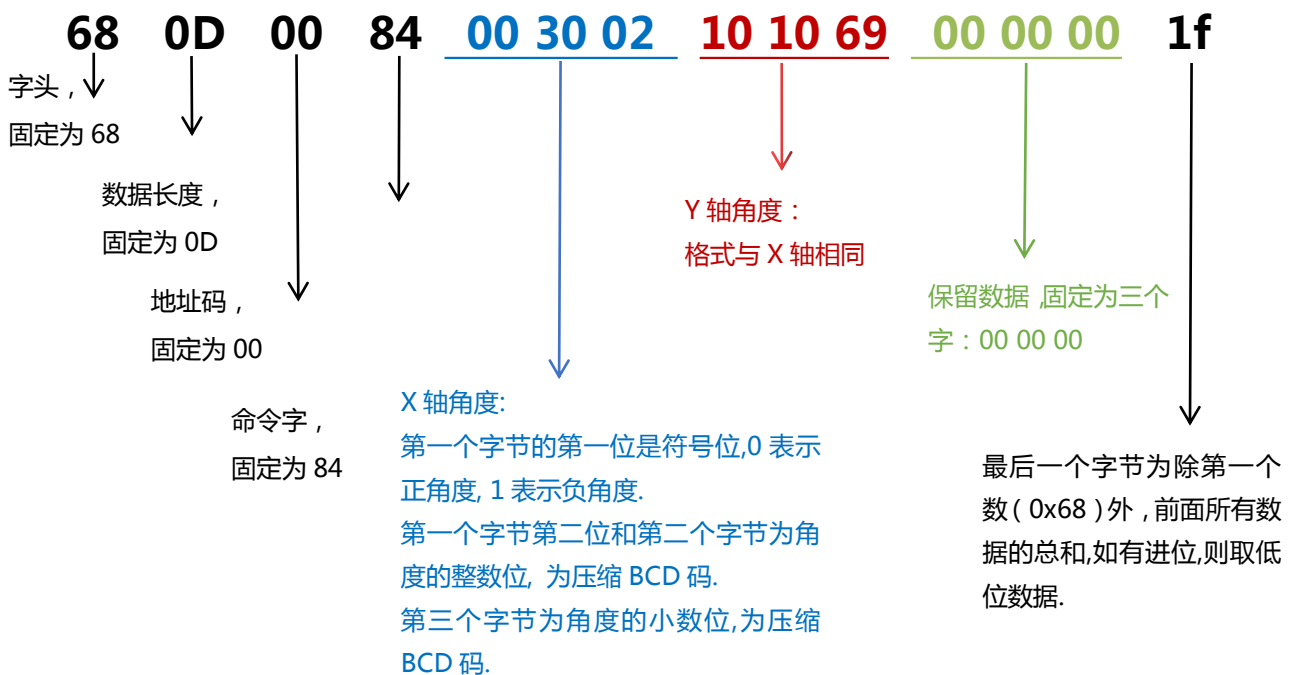 68 0D 00 84 00 30 02 10 10 69 00 00 00 1f
字头，
固定为 68
数据长度，
固定为 0D
地址码，
固定为 00
命令字，
固定为 84
X 轴角度:
第一个字节的第一位是符号位,0 表示
正角度, 1 表示负角度.
第一个字节第二位和第二个字节为角
度的整数位, 为压缩 BCD 码.
第三个字节为角度的小数位,为压缩
BCD 码.
Y 轴角度：
格式与 X 轴相同
保留数据 ,固定为三个
字：00 00 00
最后一个字节为除第一个
数（0x68）外，前面所有数
据的总和,如有进位,则取低
位数据.